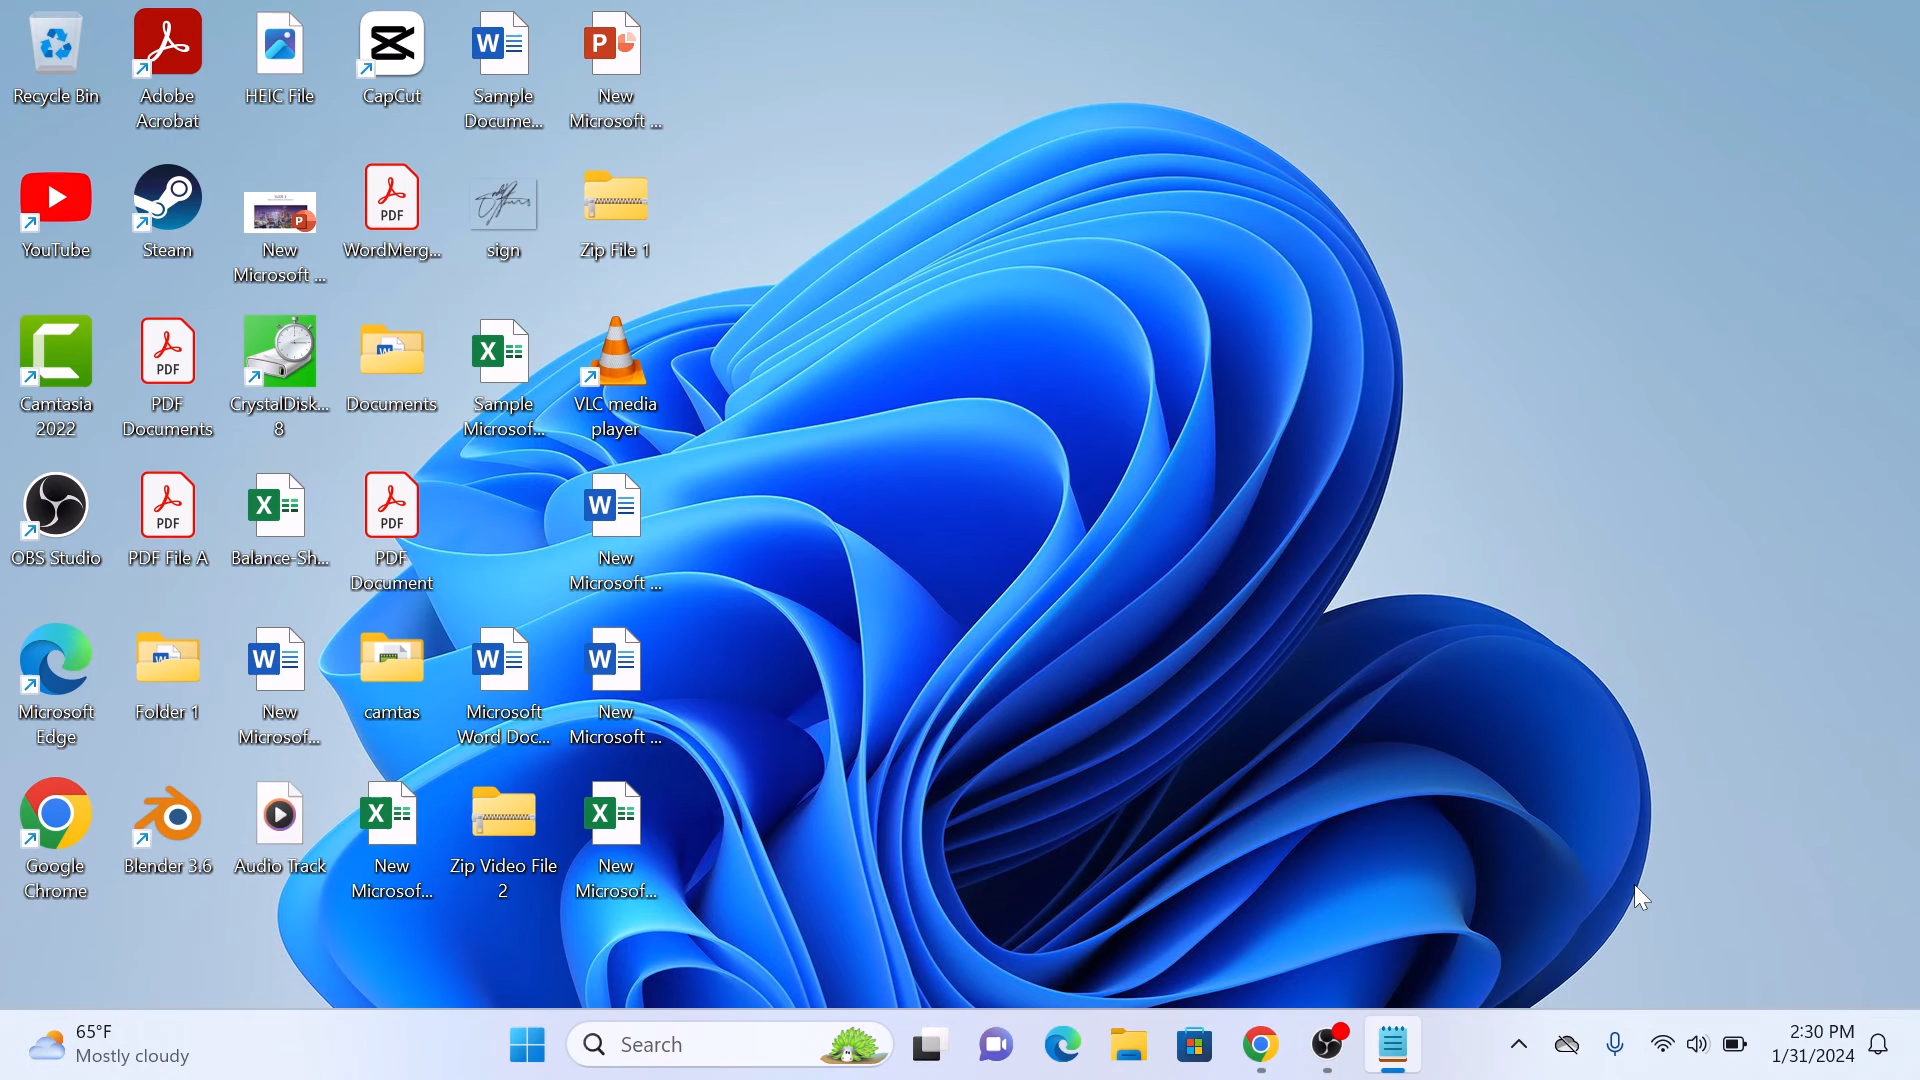 Recycle Bin
Adobe
Acrobat
HEIC File
CapCut
Sample
Docume...
New
Microsoft ...
YouTube
Steam
New
Microsoft ...
PDF
WordMerg...
sign
Zip File 1
Camtasia
2022
PDF
PDF
Documents
CrystalDisk...
8
Documents
Sample
Microsof...
VLC media
player
OBS Studio
PDF
PDF File A
Balance-Sh...
PDF
PDF
Document
New
Microsoft ...
Microsoft
Edge
Folder 1
New
Microsof...
camtas
Microsoft
Word Doc...
New
Microsoft ...
Google
Chrome
Blender 3.6
Audio Track
New
Microsof...
Zip Video File
2
New
Microsof...
65°F
Mostly cloudy
Search
2:30 PM
1/31/2024